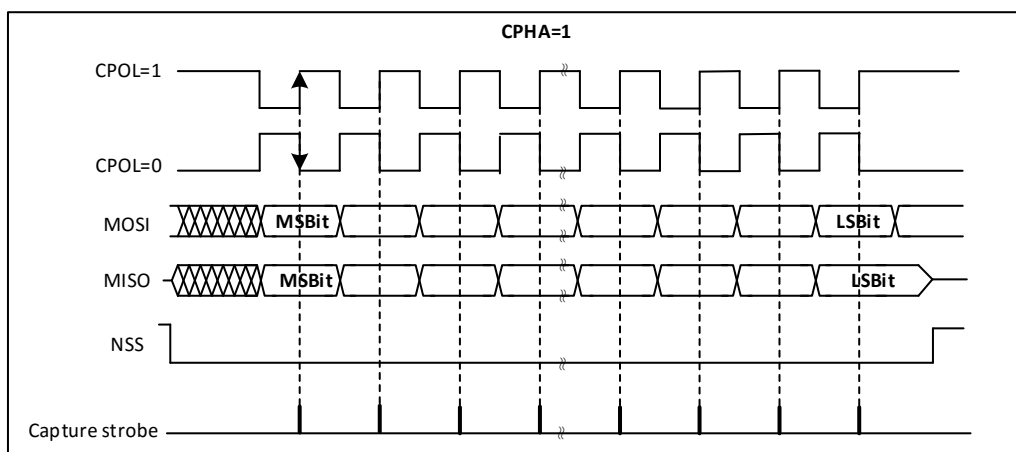 CPHA=1
CPOL=1
CPOL=0
MOSI MSBit LSBit
MISO MSBit LSBit
NSS
Capture strobe